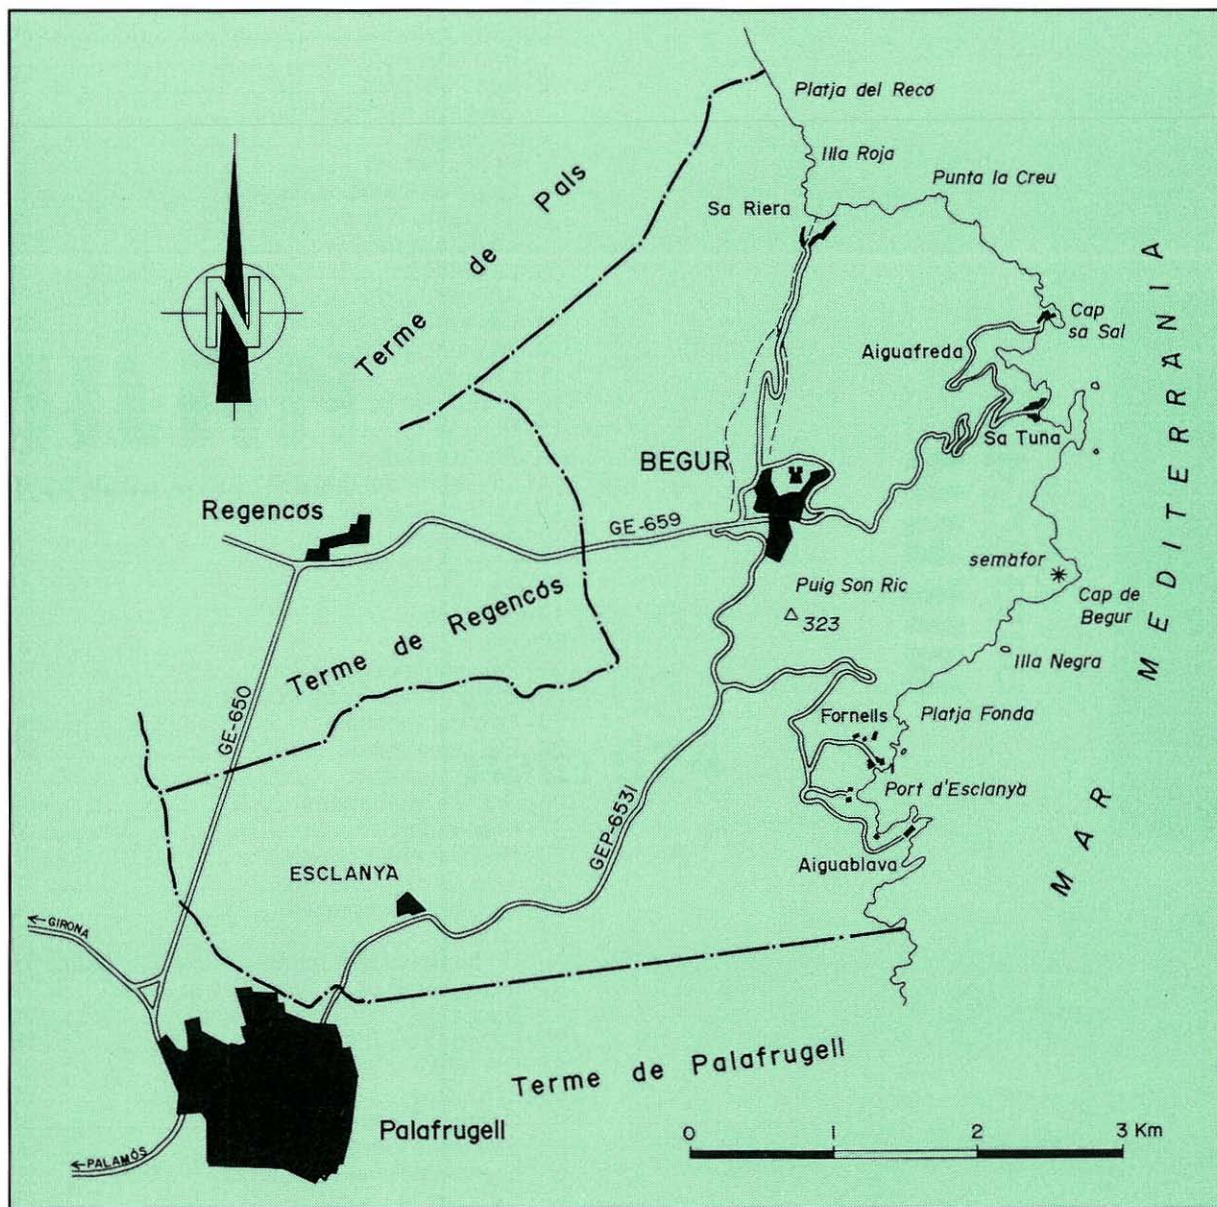 Platja del Recó
Illa Roja
Punta la Creu
Sa Riera
Terme de Pals
N
Cap
sa Sal
Aiguafreda
Sa Tuna
BEGUR
Regencós
GE-659
semàfor
Cap de
Begur
Puig Son Ric
323
Illa Negra
Terme de Regencós
GE-650
Fornells
Platja Fonda
Port d'Esclanyà
GEP-6531
Aiguablava
ESCLANYÀ
MAR MEDITERRANIA
GIRONA
Terme de Palafrugell
Palafrugell
PALAMÓS
0 1 2 3 Km